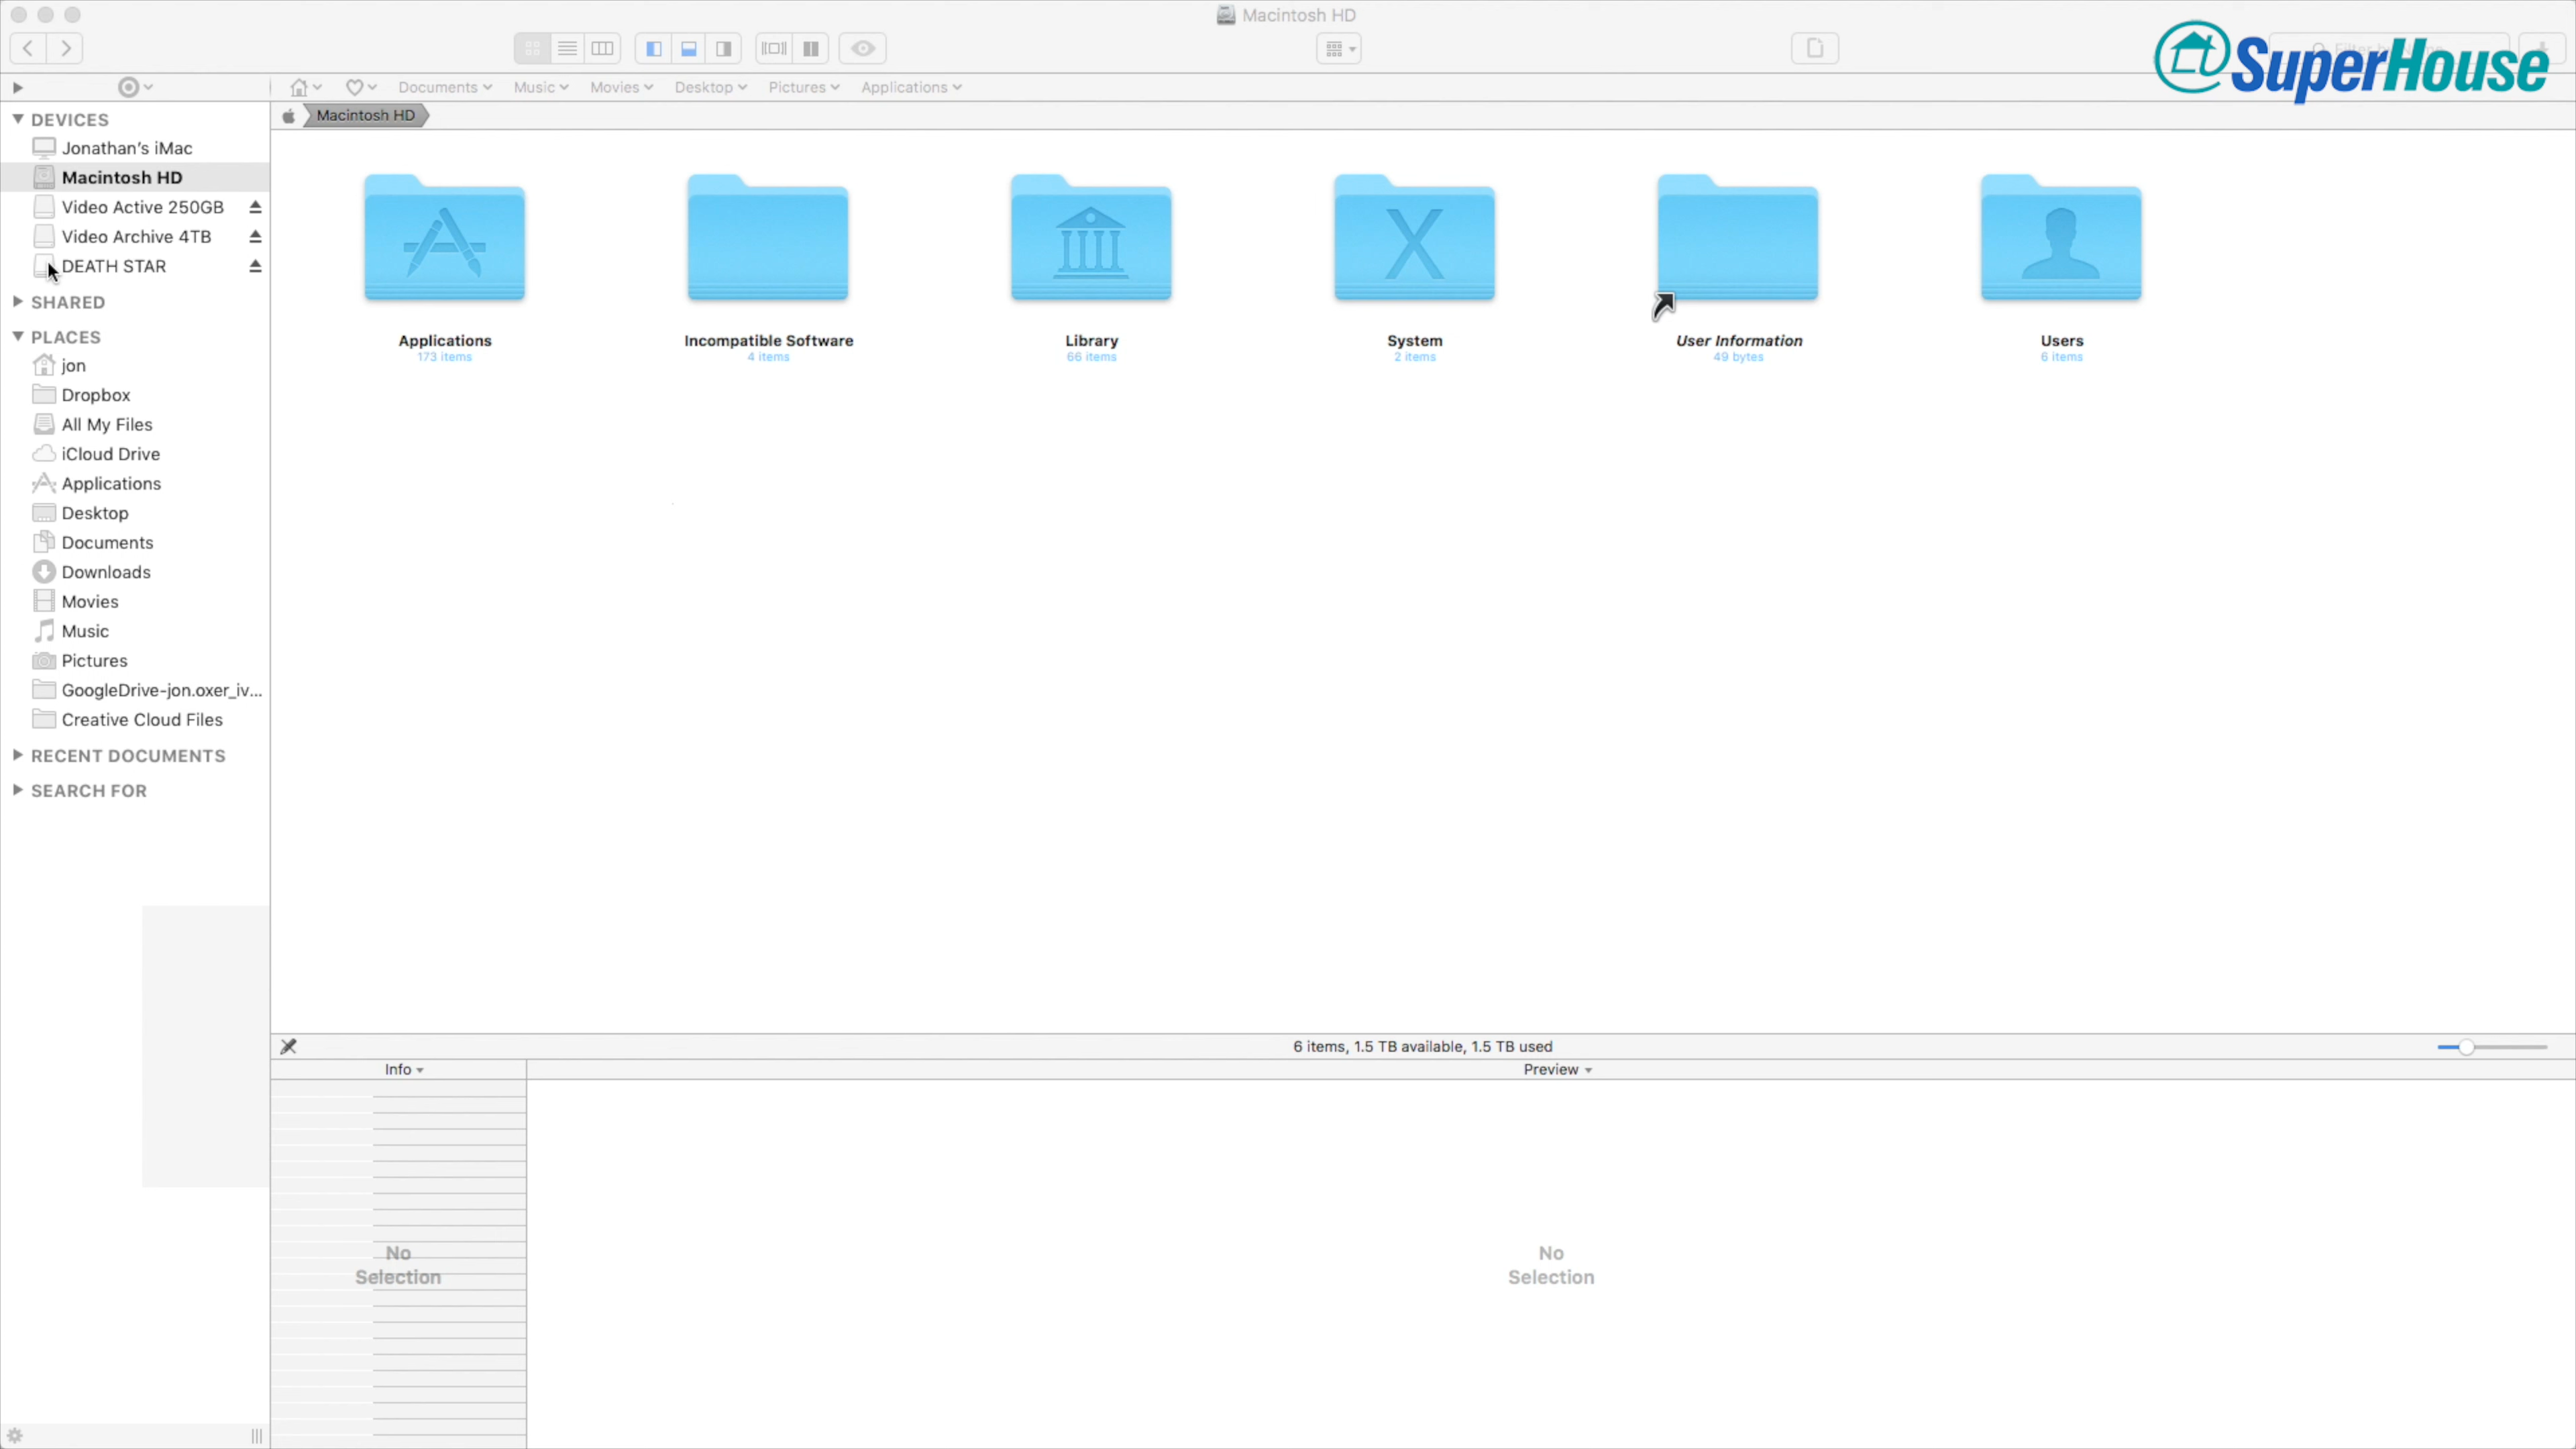 Macintosh HD
SuperHouse
Documents
Music
Movies
Desktop
Pictures
Applications
DEVICES
Macintosh HD
Jonathan's iMac
Macintosh HD
Video Active 250GB
Video Archive 4TB
DEATH STAR
SHARED
PLACES
jon
Dropbox
All My Files
iCloud Drive
Applications
Desktop
Documents
Downloads
Movies
Music
Pictures
GoogleDrive-jon.oxer_iv...
Creative Cloud Files
RECENT DOCUMENTS
SEARCH FOR
Applications
173 items
Incompatible Software
4 items
Library
66 items
System
2 items
User Information
49 bytes
Users
6 items
6 items, 1.5 TB available, 1.5 TB used
Info
Preview
No
Selection
No
Selection